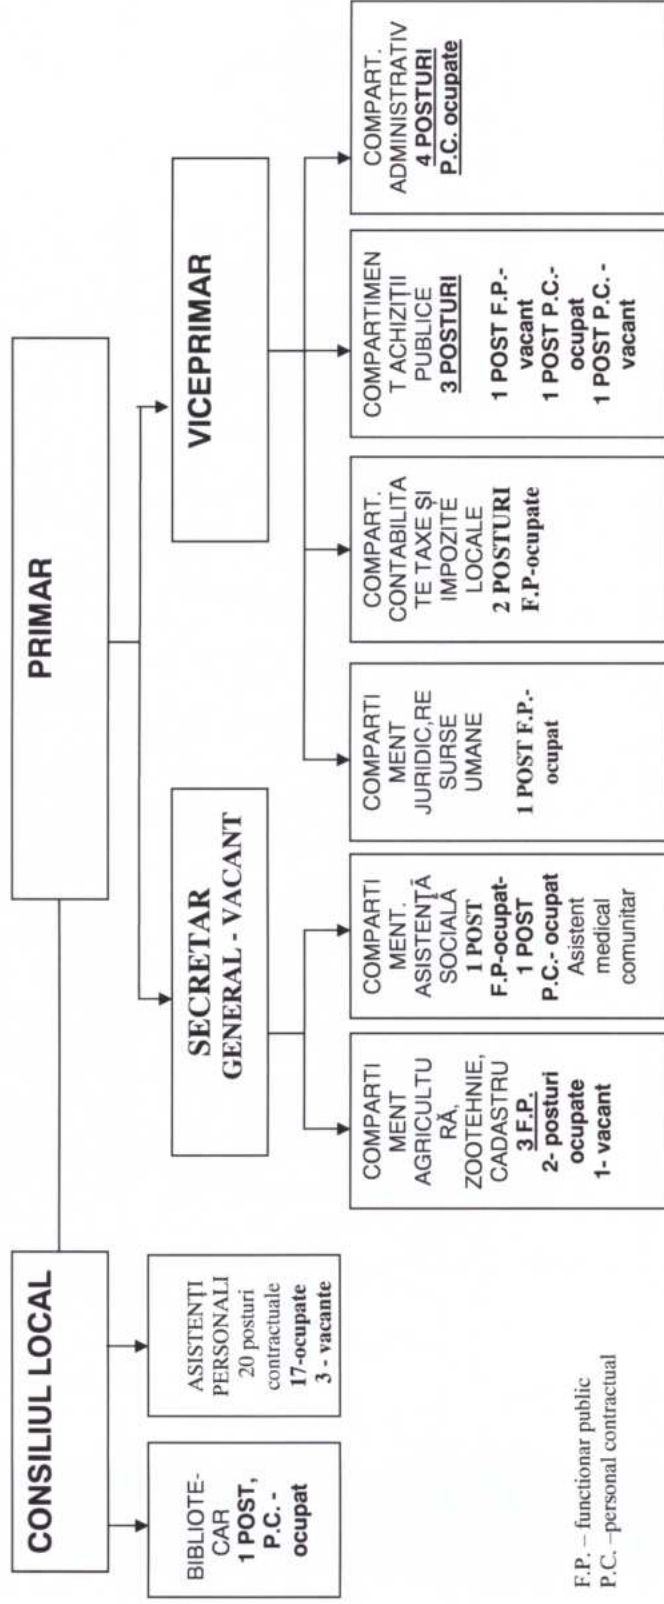 PRIMAR
CONSILIUL LOCAL
SECRETAR
GENERAL - VACANT
VICEPRIMAR
BIBLIOTE-
CAR
1 POST,
P.C. -
ocupat
ASISTENȚI
PERSONALI
20 posturi
contractuale
17-ocupate
3 - vacante
COMPARTI
MENT
AGRICULTU
RĂ,
ZOOTEHNIE,
CADASTRU
3 F.P.
2- posturi
ocupate
1- vacant
COMPARTI
MENT.
ASISTENȚĂ
SOCIALĂ
1 POST
F.P-ocupat-
1 POST
P.C.- ocupat
Asistent
medical
comunitar
COMPARTI
MENT
JURIDIC,RE
SURSE
UMANE
1 POST F.P.-
ocupat
COMPART.
CONTABILITA
TE TAXE ȘI
IMPOZITE
LOCALE
2 POSTURI
F.P-ocupate
COMPARTIMEN
T ACHIZIȚII
PUBLICE
3 POSTURI
1 POST F.P.-
vacant
1 POST P.C.-
ocupat
1 POST P.C. -
vacant
COMPART.
ADMINISTRATIV
4 POSTURI
P.C. ocupate
F.P. – functionar public
P.C. –personal contractual